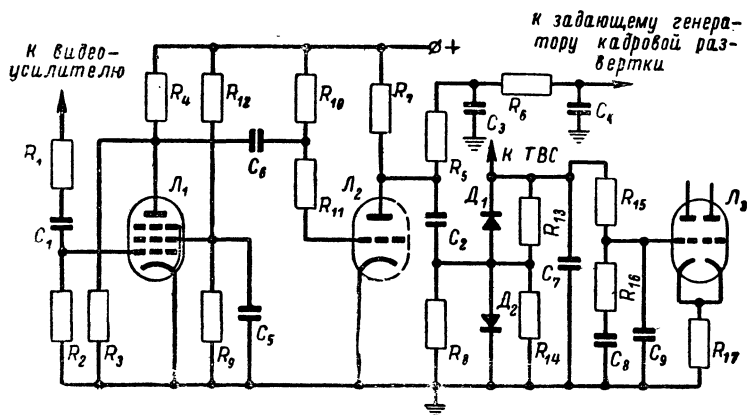 к задающему генера-
тору кадровой раз-
вертки
к видео-
усилителю
+
R4
R12
R10
R7
R6
C3
C4
R1
C6
к ТВС
R5
Л1
R11
Л2
Д1
R13
R15
Л3
C1
C2
C7
R16
Д2
R2
R3
R9
C5
R8
R14
C8
C9
R17